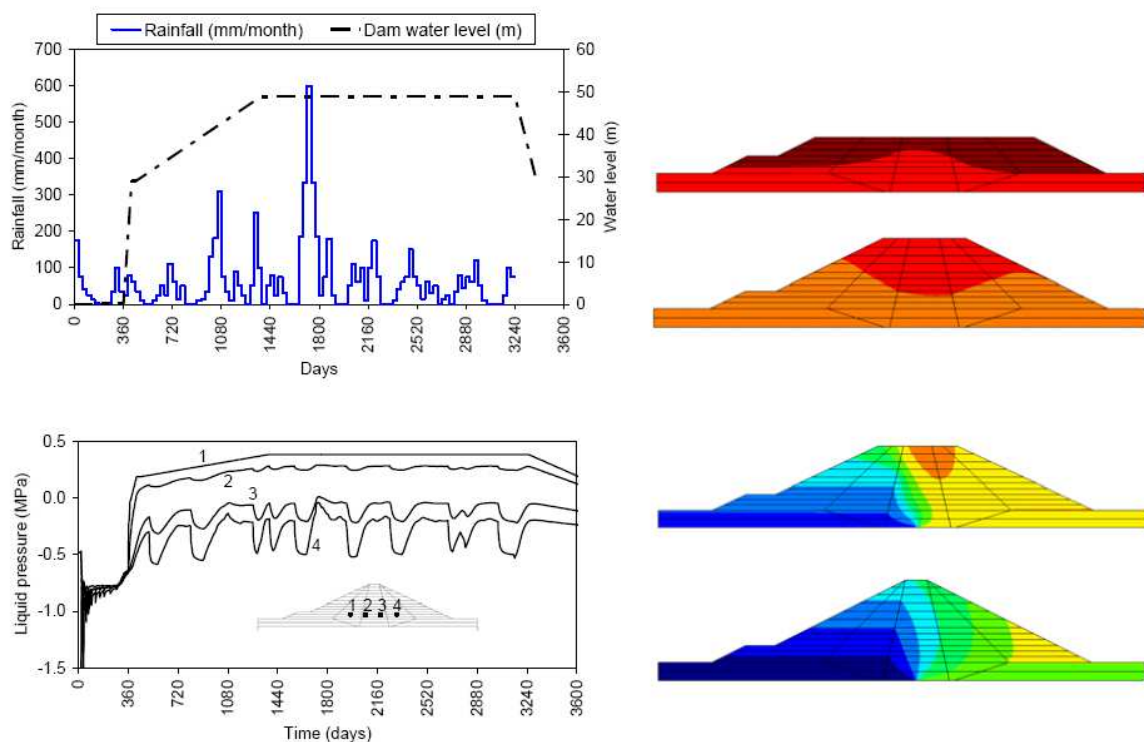 Rainfall (mm/month) Dam water level (m)
700 60
600 50
500 40
400 30
300 20
200 10
100 0
0
Rainfall (mm/month)
Water level (m)
0 360 720 1080 1440 1800 2160 2520 2880 3240 3600
Days
0.5
0.0
-0.5
-1.0
-1.5
Liquid pressure (MPa)
1
2
3
4
1 2 3 4
0 360 720 1080 1440 1800 2160 2520 2880 3240 3600
Time (days)